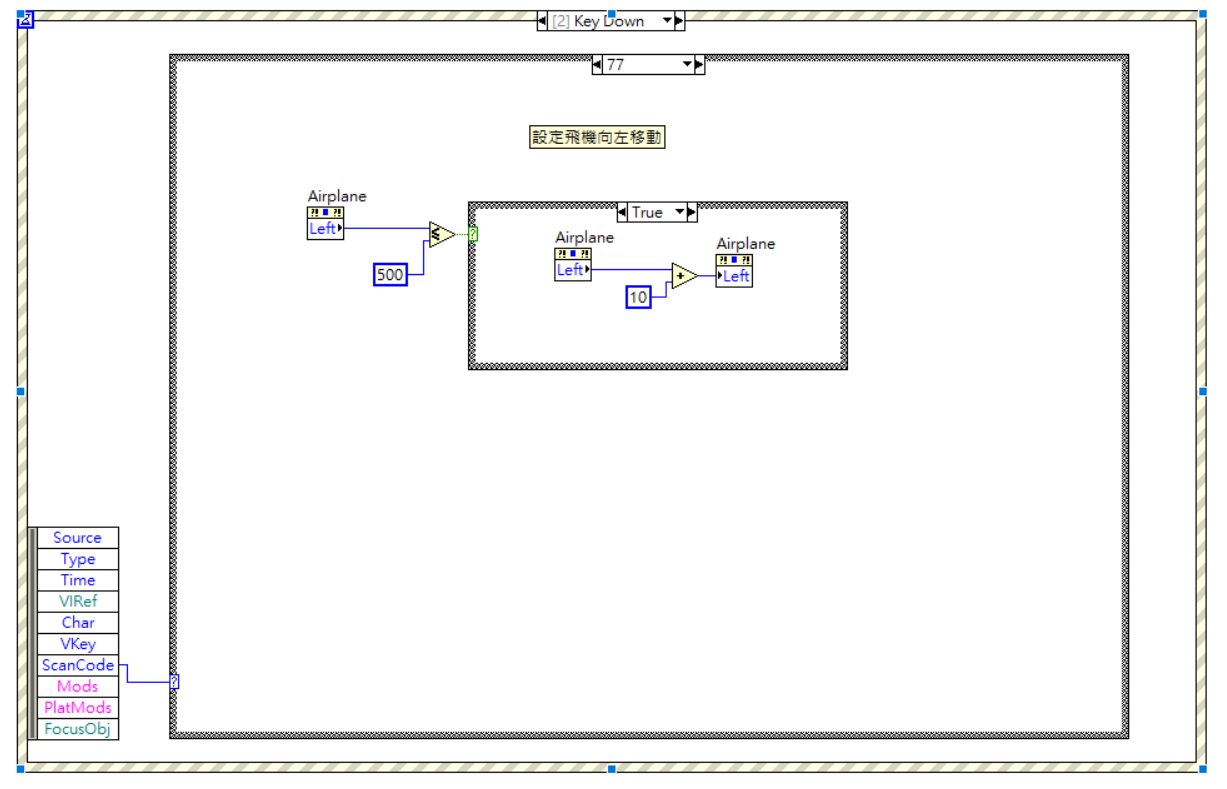 [2] Key Down
77
設定飛機向左移動
Airplane
Left
≤
500
?
True
Airplane
Left
10
+
Airplane
Left
Source
Type
Time
VIRef
Char
VKey
ScanCode
Mods
PlatMods
FocusObj
?